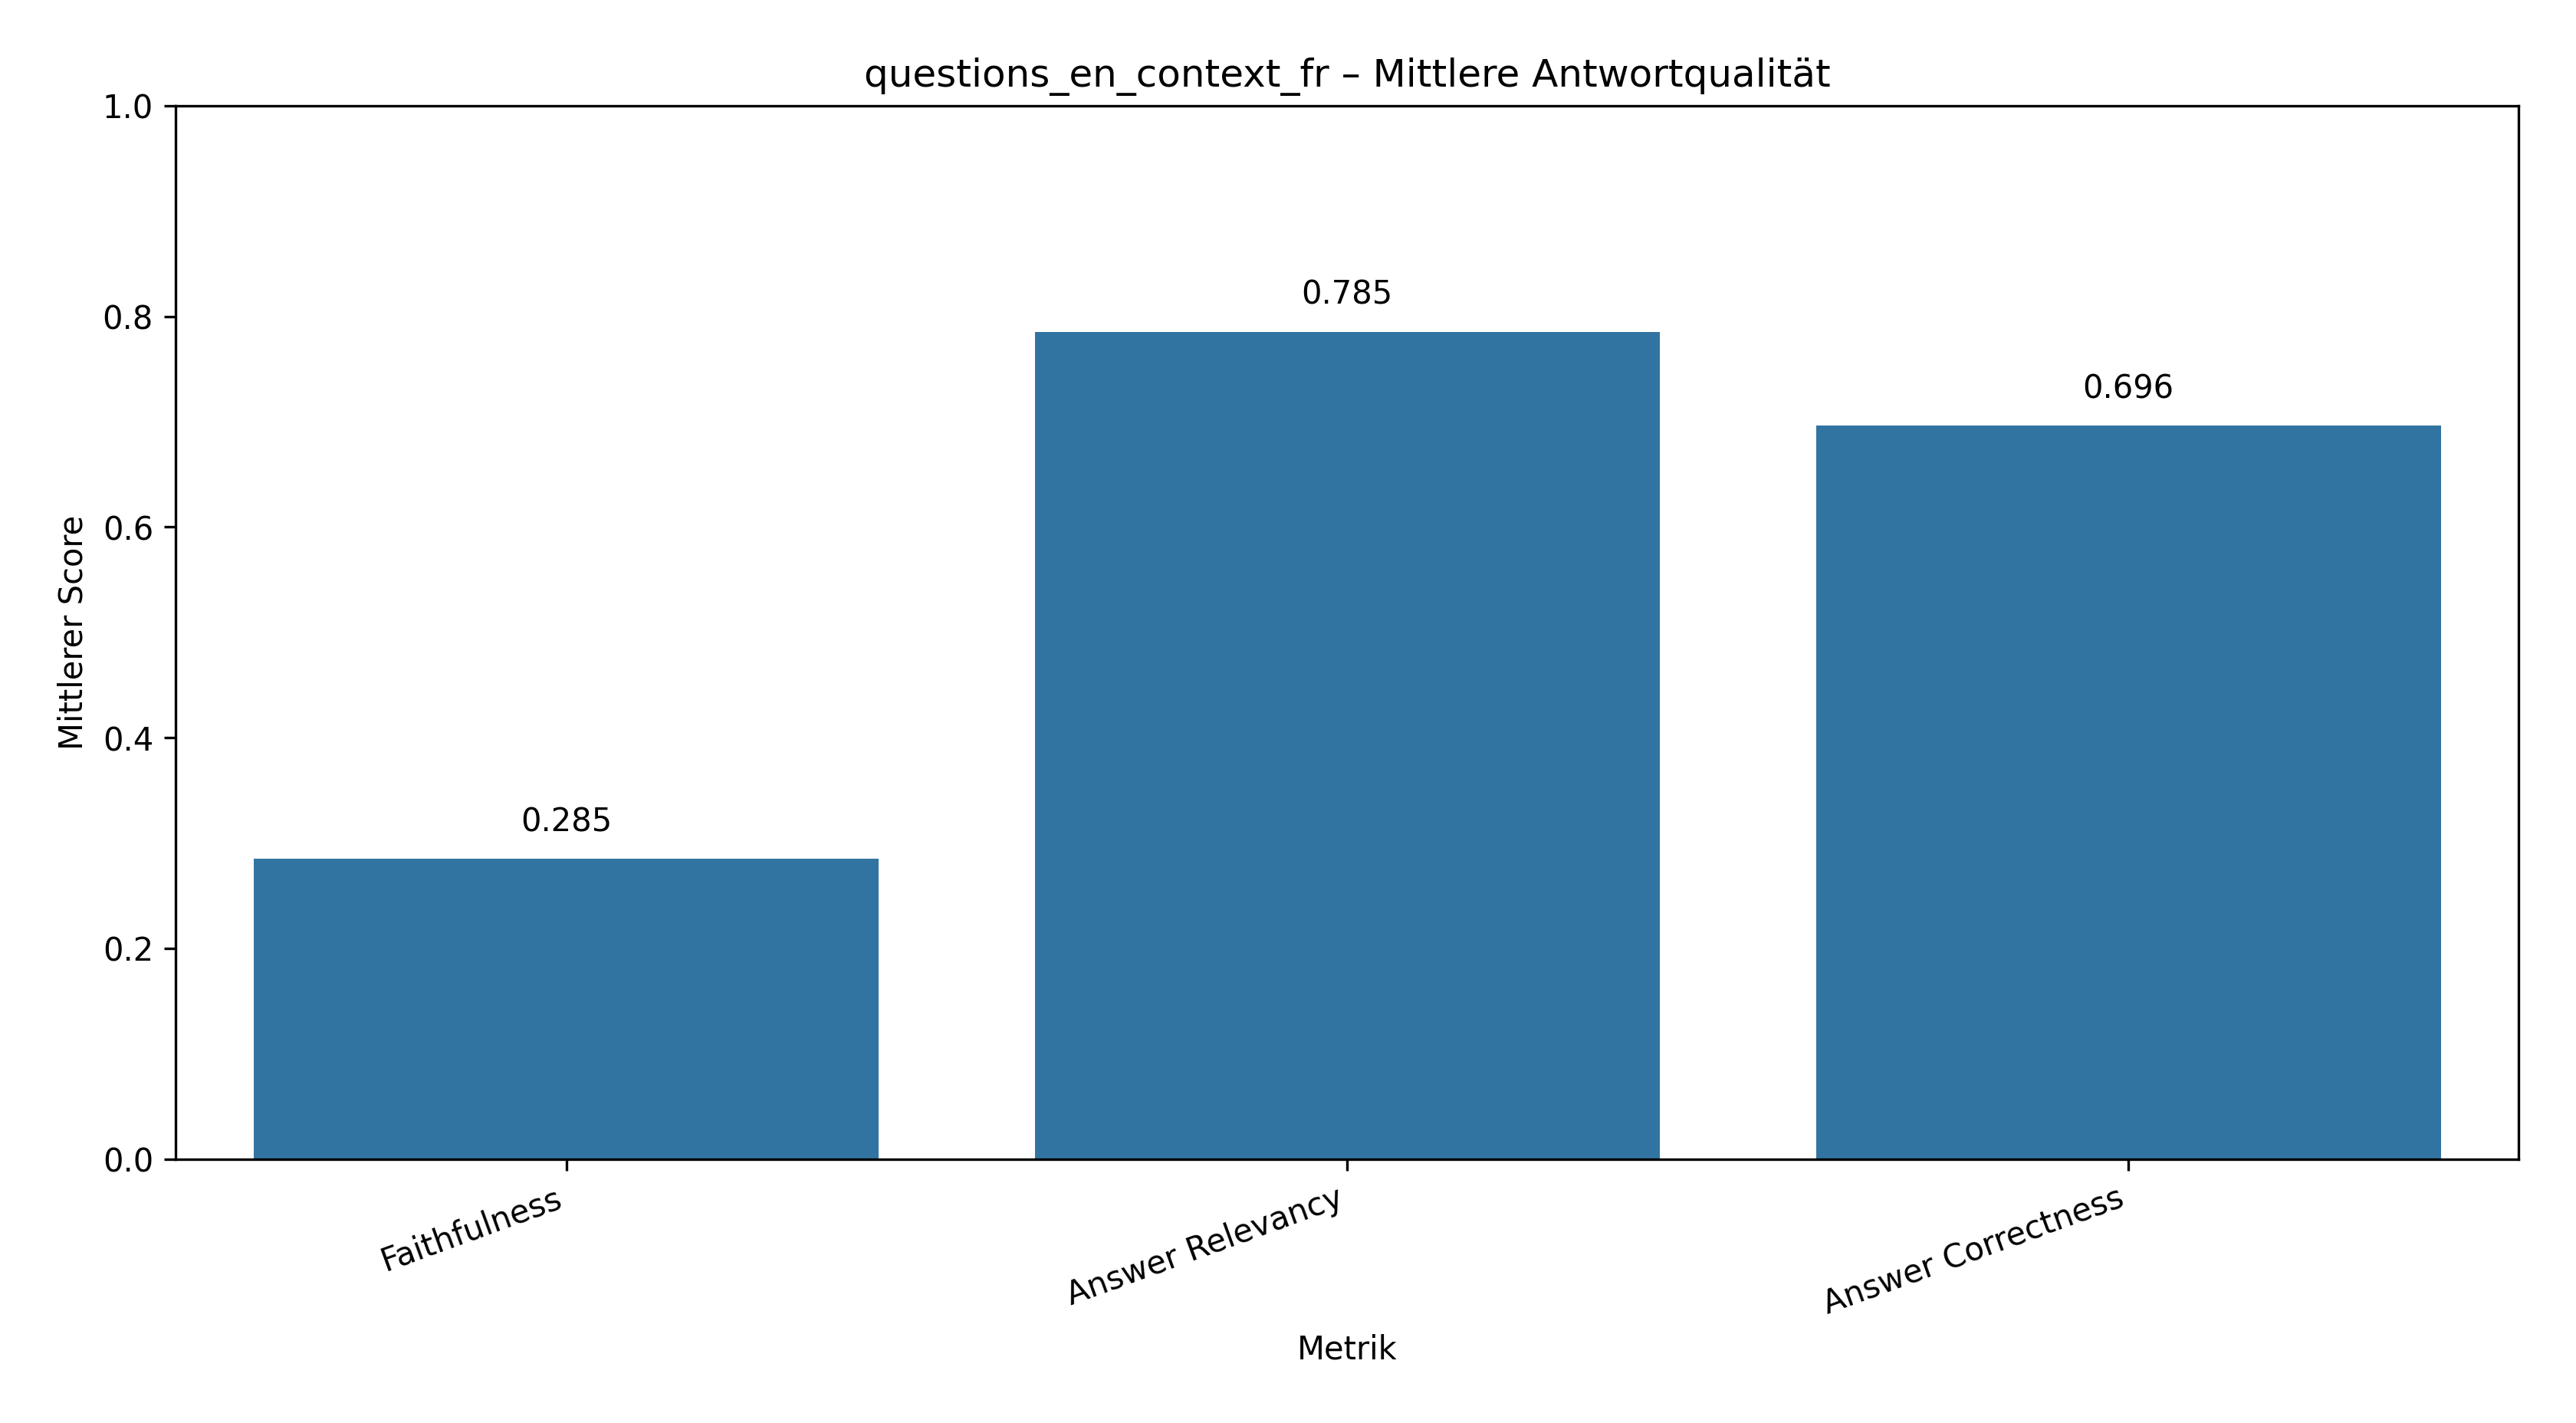 questions_en_context_fr – Mittlere Antwortqualität
1.0
0.8
0.6
0.4
0.2
0.0
Mittlerer Score
0.285
0.785
0.696
Faithfulness
Answer Relevancy
Answer Correctness
Metrik